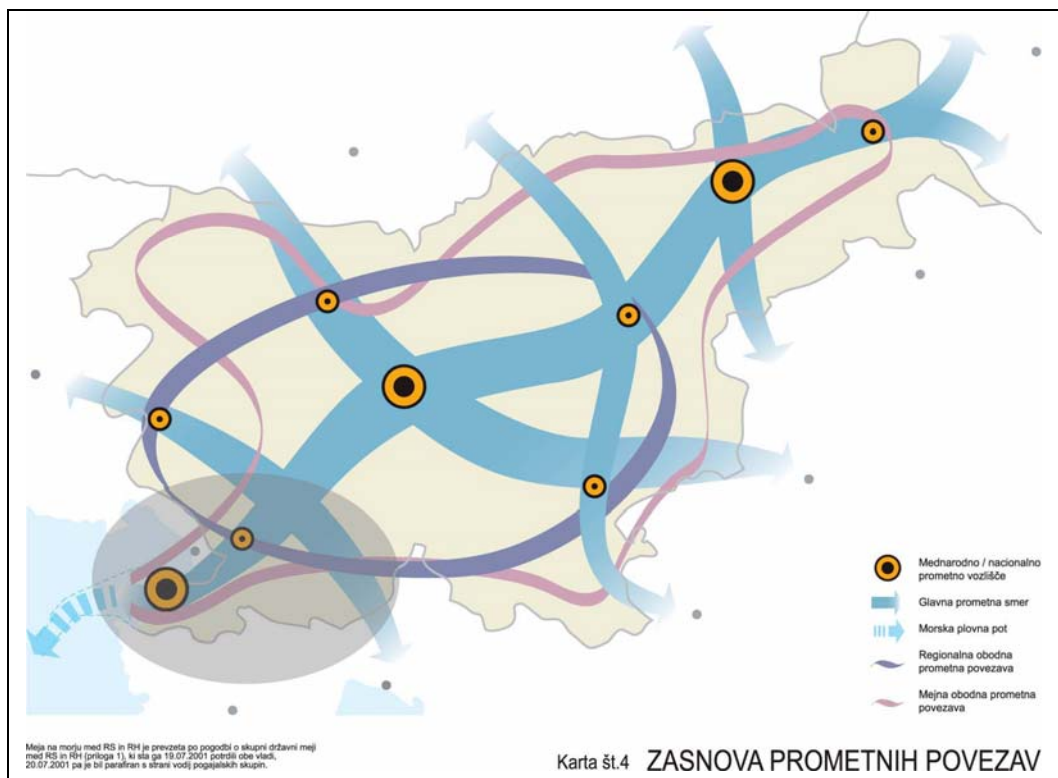 Mednarodno / nacionalno
prometno vozlišče
Glavna prometna smer
Morska plovna pot
Regionalna obodna
prometna povezava
Mejna obodna prometna
povezava
Meja na morju med RS in RH je prevzeta po pogodbi o skupni državni meji
med RS in RH (priloga 1), ki sta ga 19.07.2001 potrdili obe vladi,
20.07.2001 pa je bil parafiran s strani vodij pogajalskih skupin.
Karta št.4 ZASNOVA PROMETNIH POVEZAV